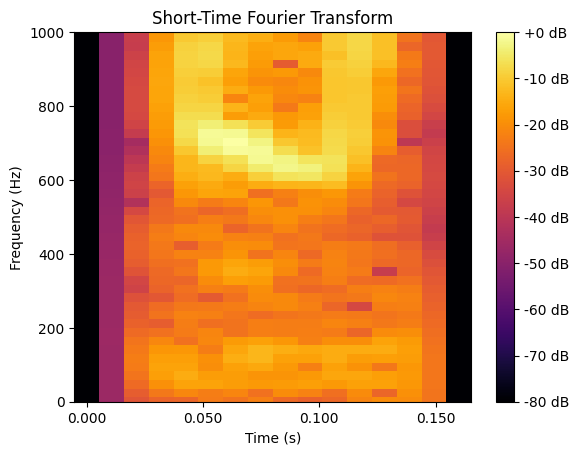 Short-Time Fourier Transform
1000
800
600
400
200
0
Frequency (Hz)
0.000
0.050
0.100
0.150
Time (s)
+0 dB
-10 dB
-20 dB
-30 dB
-40 dB
-50 dB
-60 dB
-70 dB
-80 dB